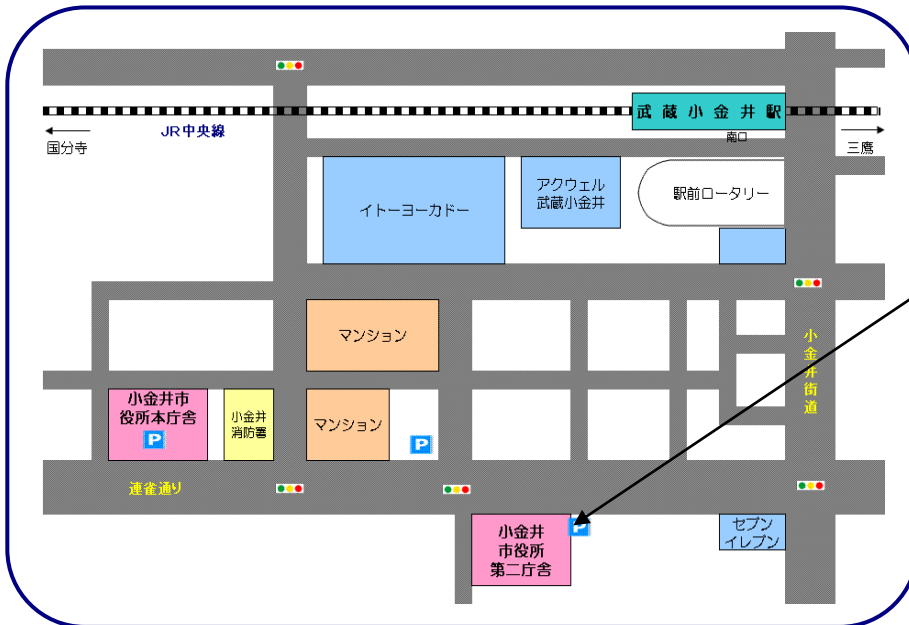 武蔵小金井駅
JR中央線
国分寺
南口
三鷹
アクウェル
武蔵小金井
駅前ロータリー
イトーヨーカドー
マンション
小金井街道
小金井市
役所本庁舎
P
小金井
消防署
マンション
P
連雀通り
小金井
市役所
第二庁舎
P
セブン
イレブン